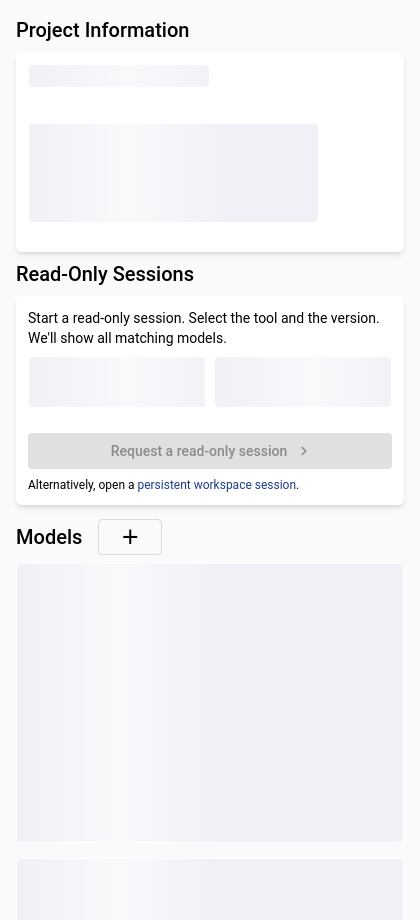 Project Information
Read-Only Sessions
Start a read-only session. Select the tool and the version.
We'll show all matching models.
Request a read-only session
Alternatively, open a persistent workspace session.
Models